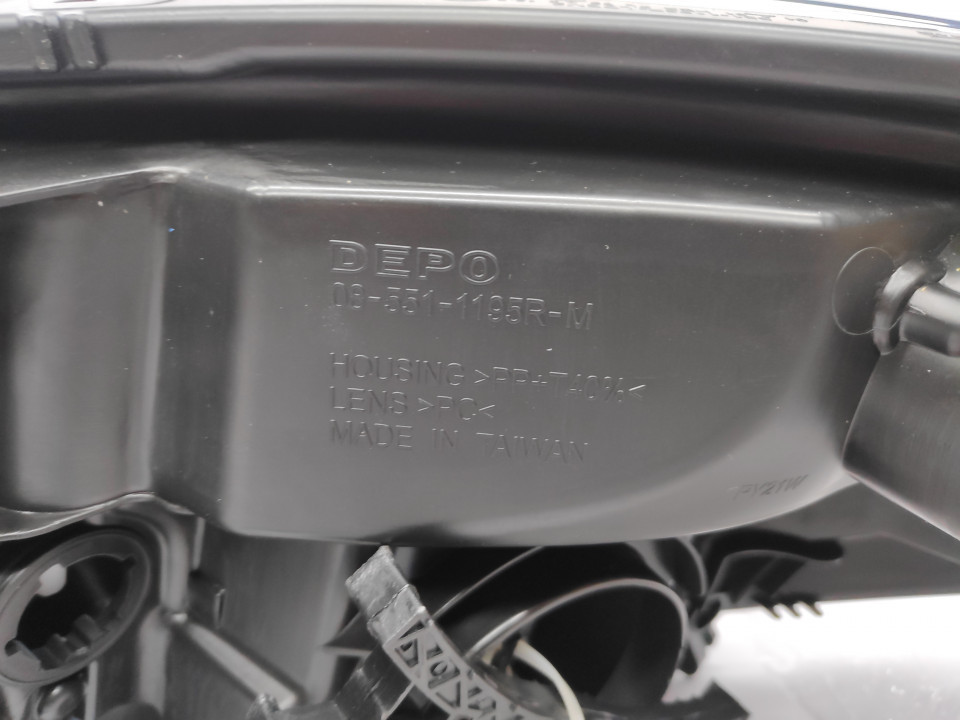 DEPO
09-551-1195R-M
HOUSING >PP+T40%<
LENS >PC<
MADE IN TAIWAN
PY21W